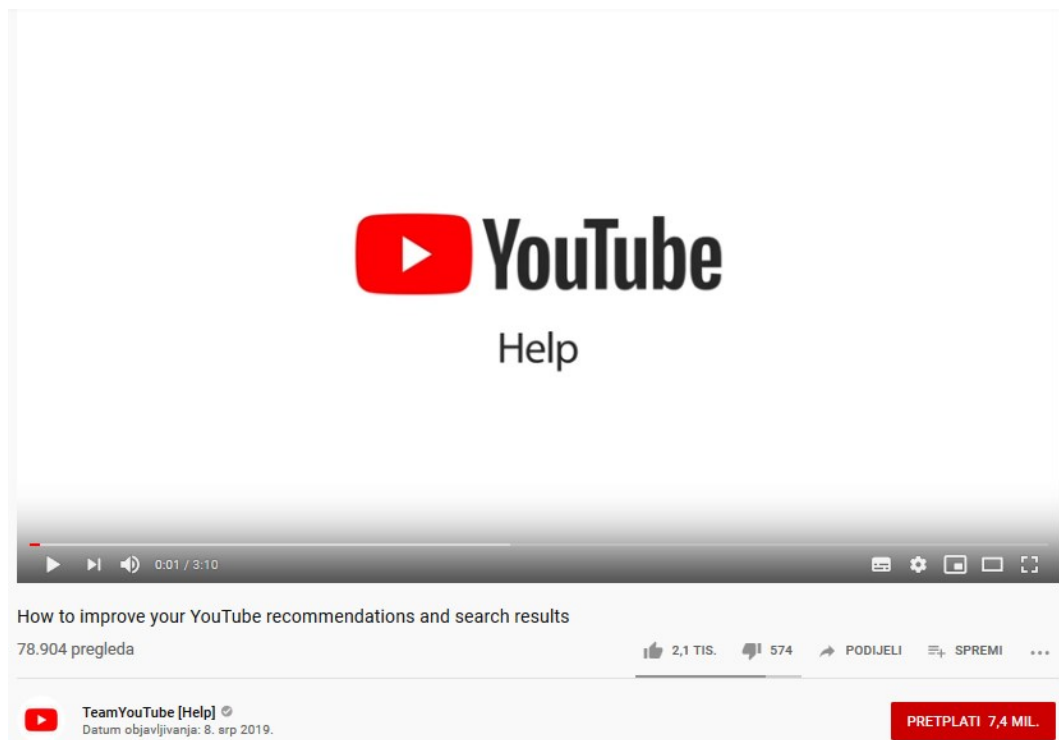 YouTube
Help
0:01 / 3:10
How to improve your YouTube recommendations and search results
78.904 pregleda
2,1 TIS.
574
PODIJELI
SPREMI
TeamYouTube [Help]
Datum objavljivanja: 8. srp 2019.
PRETPLATI 7,4 MIL.